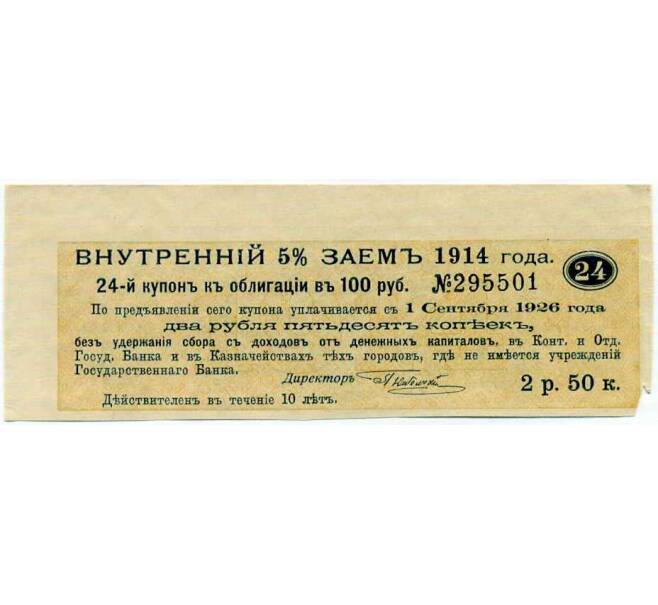 ВНУТРЕННІЙ 5% ЗАЕМЪ 1914 года.
24-й купонъ къ облигаціи въ 100 руб. №295501 24
По предъявленіи сего купона уплачивается съ 1 Сентября 1926 года
два рубля пятьдесятъ копѣекъ,
безъ удержанія сбора съ доходовъ отъ денежныхъ капиталовъ, въ Конт. и Отд.
Госуд. Банка и въ Казначействахъ тѣхъ городовъ, гдѣ не имѣется учрежденій
Государственнаго Банка.
Директоръ 2 р. 50 к.
Дѣйствителенъ въ теченіе 10 лѣтъ.